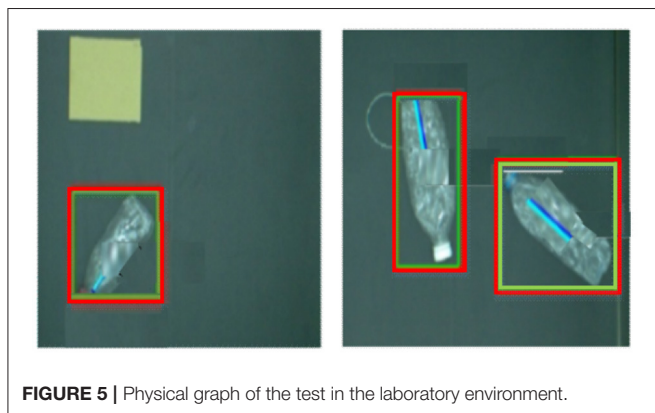 FIGURE 5 | Physical graph of the test in the laboratory environment.